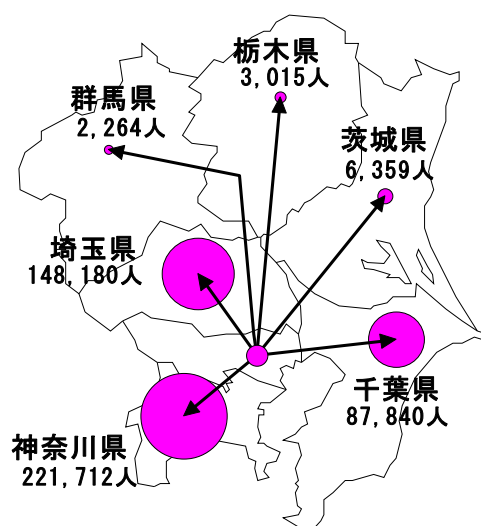 栃木県
3,015人
群馬県
2,264人
茨城県
6,359人
埼玉県
148,180人
千葉県
87,840人
神奈川県
221,712人